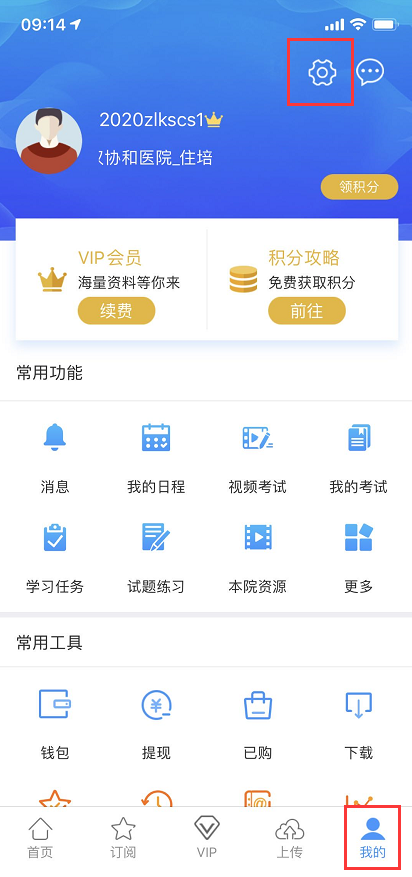 09:14
2020zlkscs1
协和医院_住培
领积分
VIP会员
海量资料等你来
续费
积分攻略
免费获取积分
前往
常用功能
消息
我的日程
视频考试
我的考试
学习任务
试题练习
本院资源
更多
常用工具
钱包
提现
已购
下载
首页
订阅
VIP
上传
我的